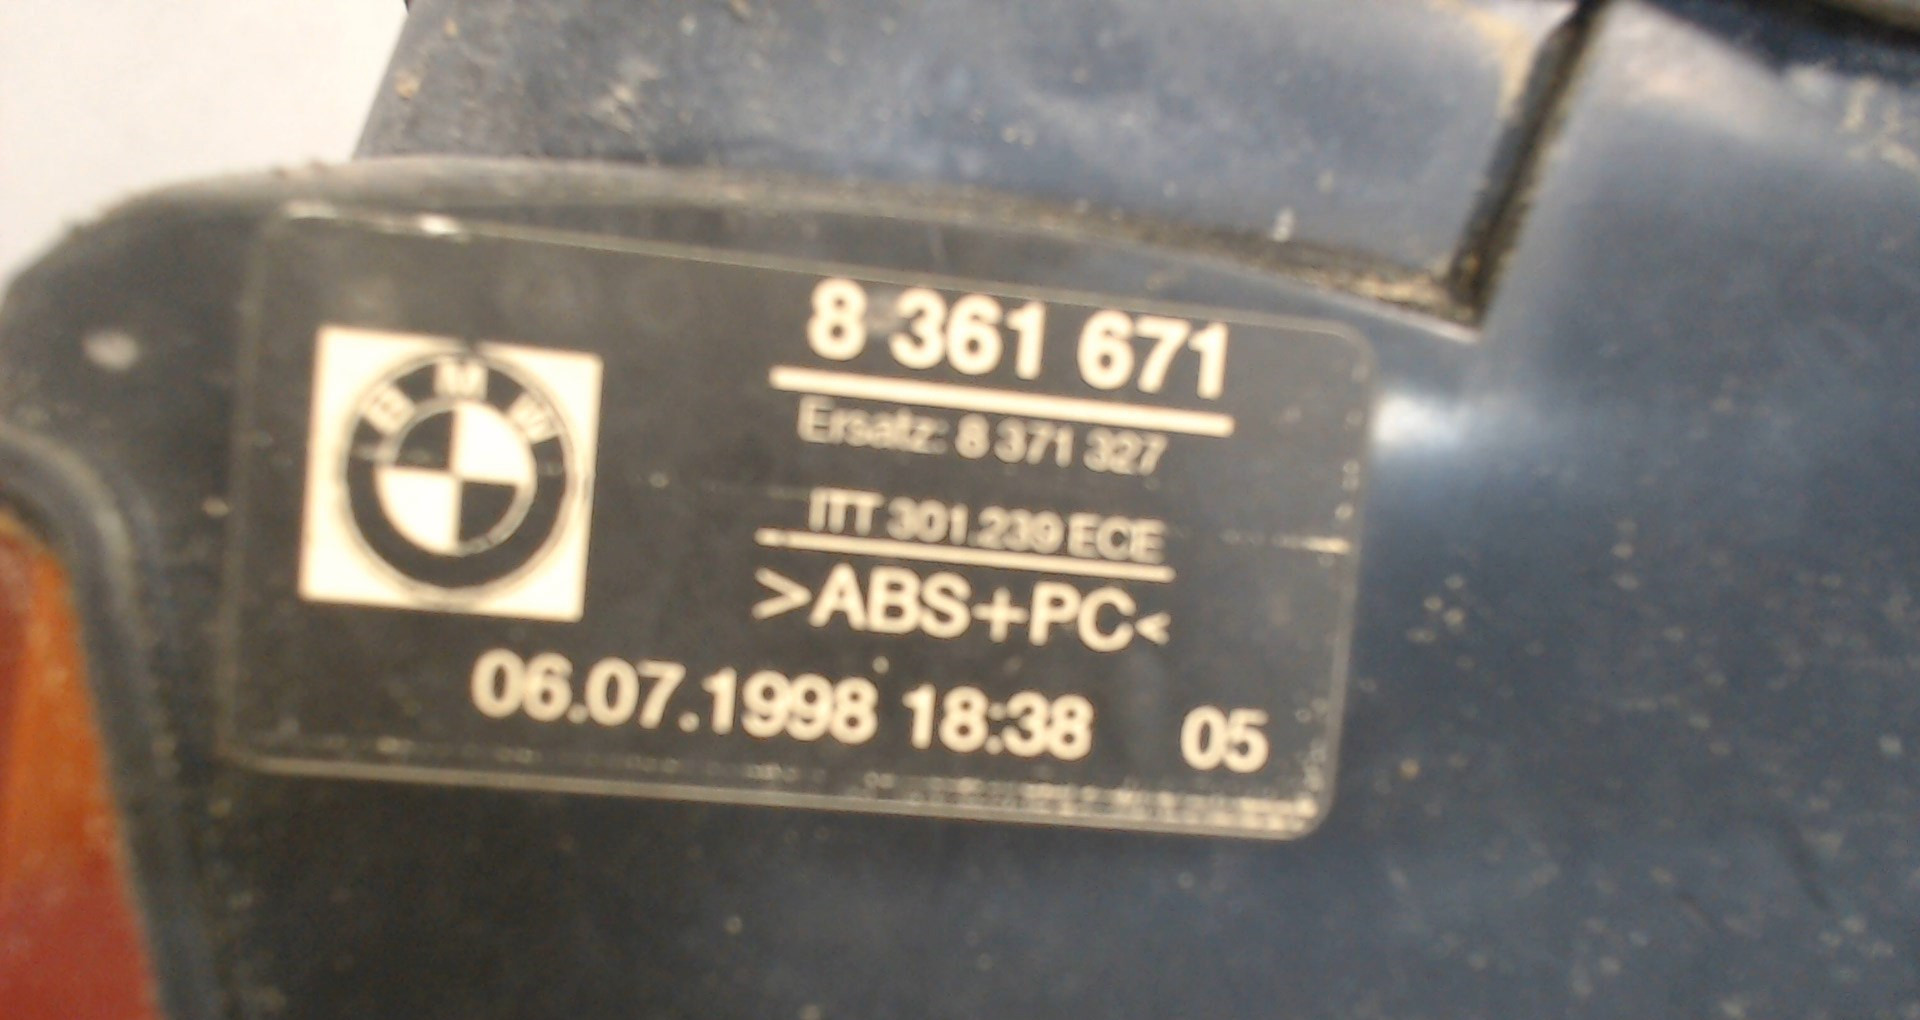 BMW
8 361 671
Ersatz: 8 371 327
ITT 301.239 ECE
>ABS+PC<
06.07.1998 18:38 05